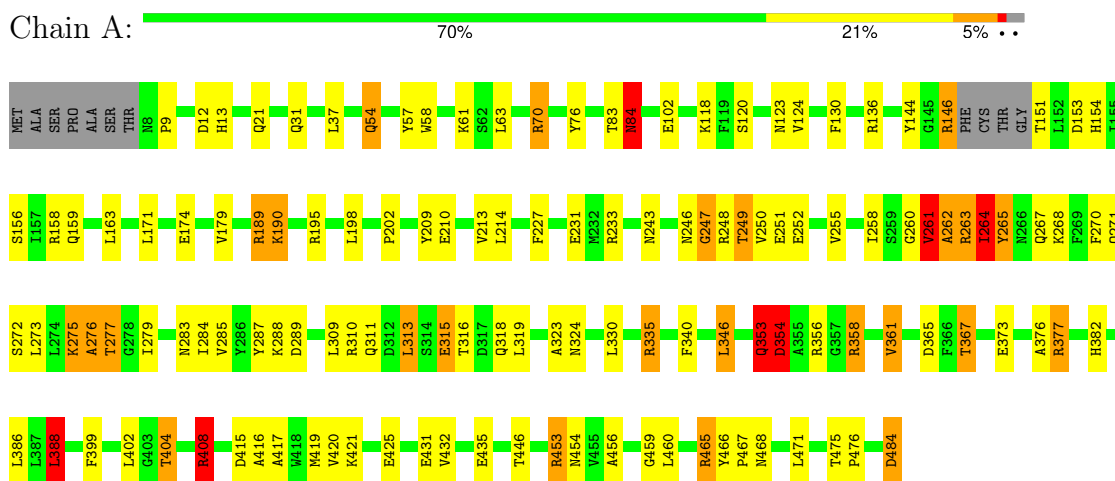 Chain A:
70% 21% 5% • •
MET ALA SER PRO ALA SER THR N8 P9 D12 H13 Q21 Q31 L37 Q54 Y57 W58 K61 S62 L63 R70 Y76 T83 N84 E102 K118 F119 S120 N123 V124 F130 R136 Y144 G145 R146 PHE CYS THR GLY T151 L152 D153 H154 I155
S156 I157 R158 Q159 L163 L171 E174 V179 R189 K190 R195 L198 P202 Y209 E210 V213 L214 F227 E231 M232 R233 N243 N246 G247 R248 T249 V250 E251 E252 V255 I258 S259 G260 V261 A262 R263 I264 Y265 N266 Q267 K268 F269 F270 P271
S272 L273 L274 K275 A276 T277 G278 I279 N283 I284 V285 Y286 Y287 K288 D289 L309 R310 Q311 D312 L313 S314 E315 T316 D317 Q318 L319 A323 N324 L330 R335 F340 L346 Q353 D354 A355 R356 G357 R358 V361 D365 F366 T367 E373 A376 R377 H382
L386 L387 L388 F399 L402 G403 T404 R408 D415 A416 A417 W418 M419 V420 K421 E425 E431 V432 E435 T446 R453 N454 V455 A456 G459 L460 R465 Y466 P467 N468 L471 T475 P476 D484